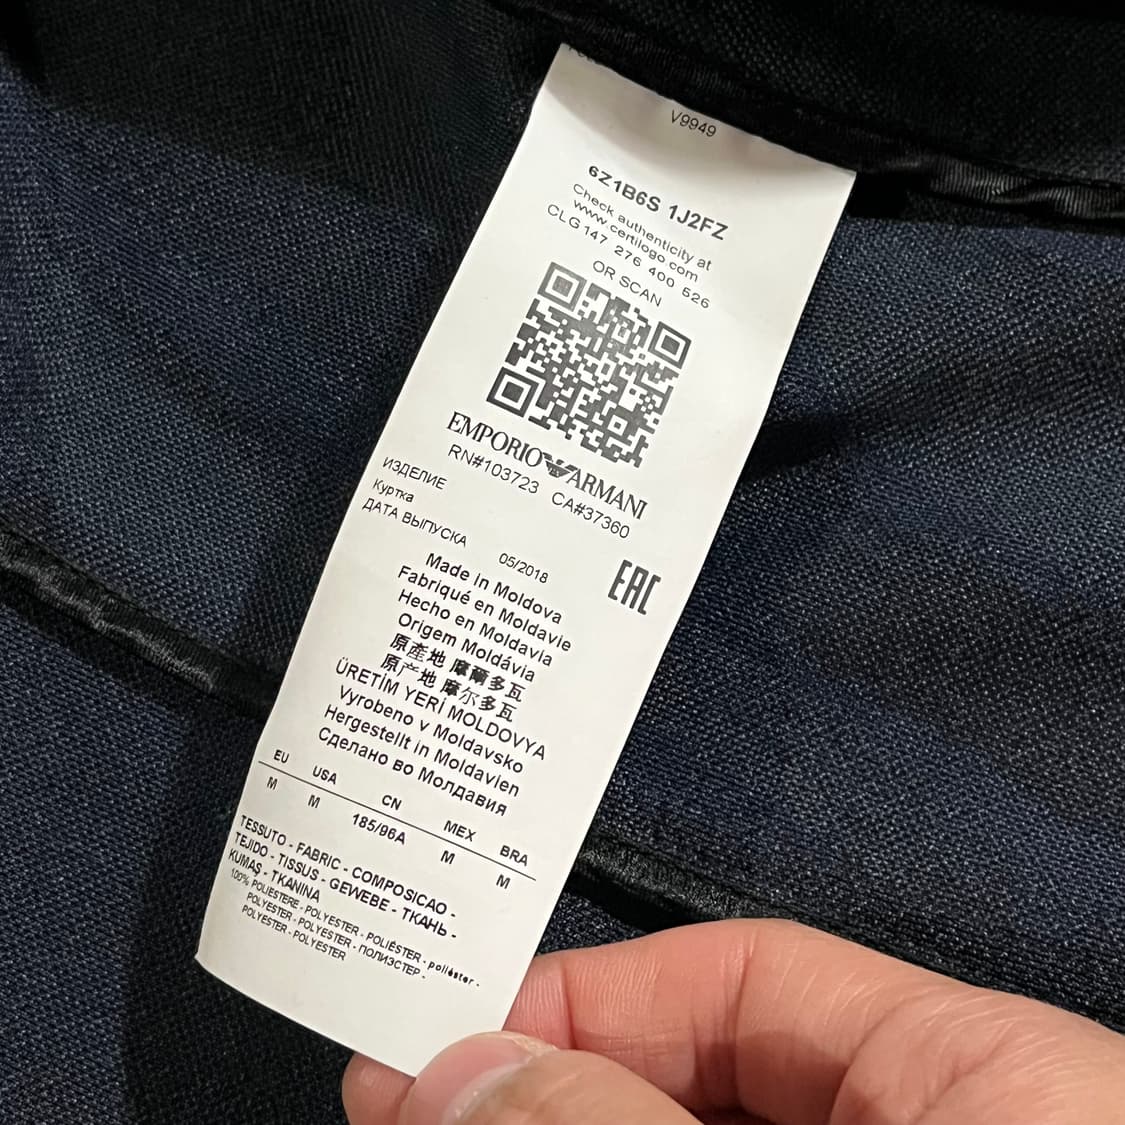 V9949
6Z1B6S 1J2FZ
Check authenticity at
www.certilogo.com
CLG 147 276 400 526
OR SCAN
EMPORIO ARMANI
RN#103723 CA#37360
ИЗДЕЛИЕ
Куртка
ДАТА ВЫПУСКА 05/2018
EAC
Made in Moldova
Fabriqué en Moldavie
Hecho en Moldavia
Origem Moldávia
原產地 摩爾多瓦
原产地 摩尔多瓦
ÜRETİM YERİ MOLDOVYA
Vyrobeno v Moldavsko
Hergestellt in Moldavien
Сделано во Молдавия
EU USA CN MEX BRA
M M 185/96A M M
TESSUTO - FABRIC - COMPOSICAO -
TEJIDO - TISSUS - GEWEBE - ТКАНЬ -
KUMAŞ - TKANINA
100% POLIESTERE - POLYESTER - POLIÉSTER - poliéster -
POLYESTER - POLYESTER - ПОЛИЭСТЕР -
POLYESTER - POLYESTER